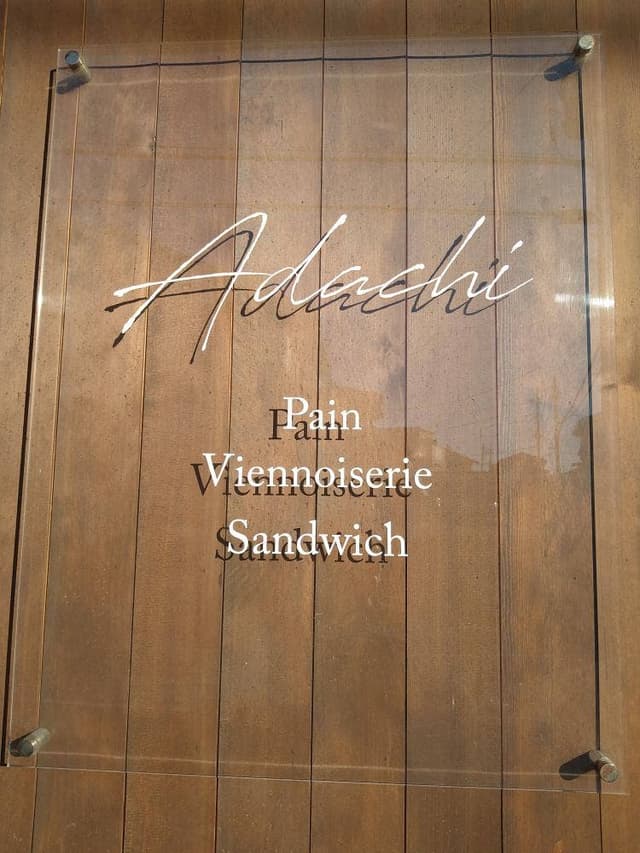 Adachi
Pain
Viennoiserie
Sandwich